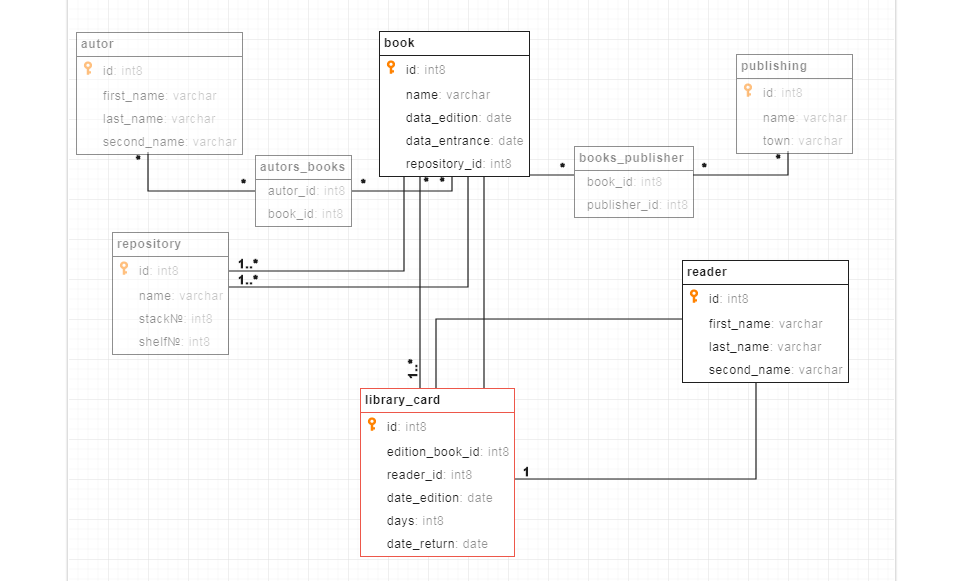 autor
id: int8
first_name: varchar
last_name: varchar
second_name: varchar
*
book
id: int8
name: varchar
data_edition: date
data_entrance: date
repository_id: int8
publishing
id: int8
name: varchar
town: varchar
*
autors_books
autor_id: int8
book_id: int8
*
*
*
*
books_publisher
book_id: int8
publisher_id: int8
*
*
repository
id: int8
name: varchar
stack№: int8
shelf№: int8
1..*
1..*
reader
id: int8
first_name: varchar
last_name: varchar
second_name: varchar
1..*
library_card
id: int8
edition_book_id: int8
reader_id: int8
date_edition: date
days: int8
date_return: date
1